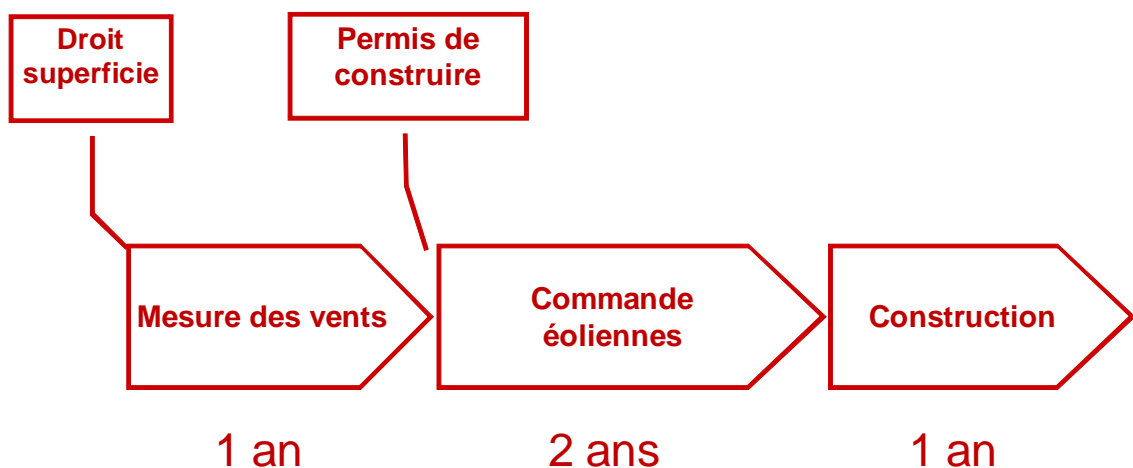 Droit
superficie
Permis de
construire
Mesure des vents
Commande
éoliennes
Construction
1 an
2 ans
1 an